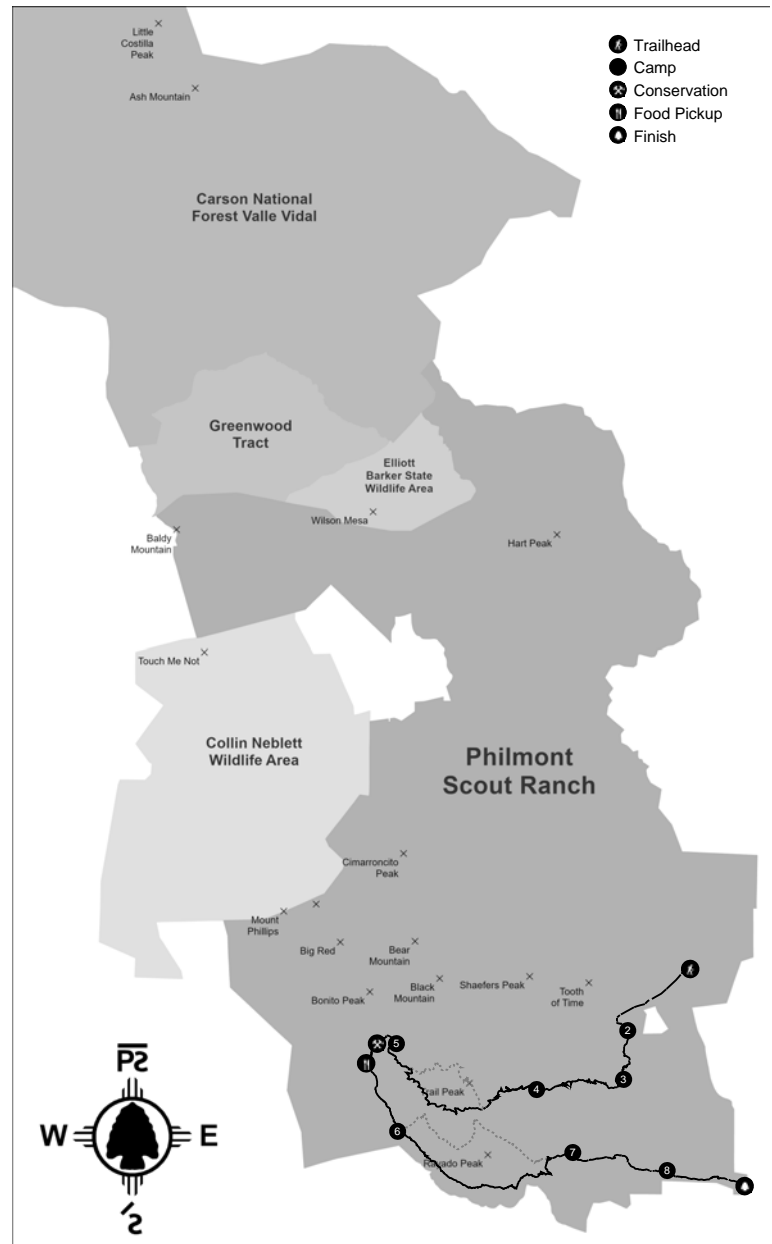 Little
Costilla
Peak
Ash Mountain
Trailhead
Camp
Conservation
Food Pickup
Finish
Carson National
Forest Valle Vidal
Greenwood
Tract
Elliott
Barker State
Wildlife Area
Wilson Mesa
Baldy
Mountain
Hart Peak
Touch Me Not
Collin Neblett
Wildlife Area
Philmont
Scout Ranch
Cimarroncito
Peak
Mount
Phillips
Big Red
Bear
Mountain
Black
Mountain
Shaefers Peak
Tooth
of Time
Bonito Peak
2
5
3
Trail Peak
4
6
7
Rayado Peak
8
W
E